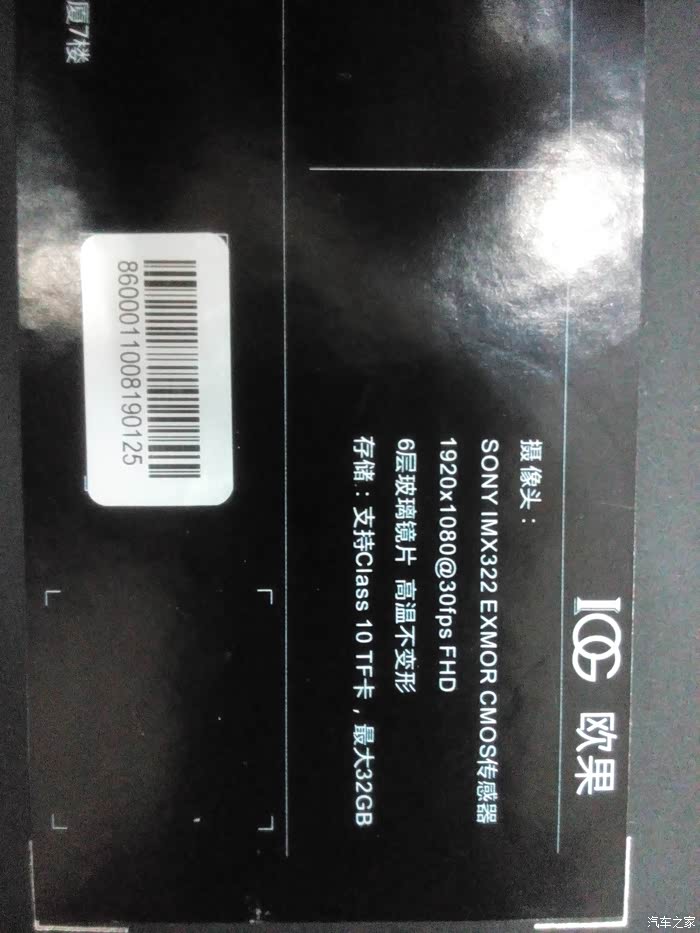 IOG 欧果
摄像头：
SONY IMX322 EXMOR CMOS传感器
1920x1080@30fps FHD
6层玻璃镜片 高温不变形
存储：支持Class 10 TF卡，最大32GB
8600011008190125
厦7楼
汽车之家